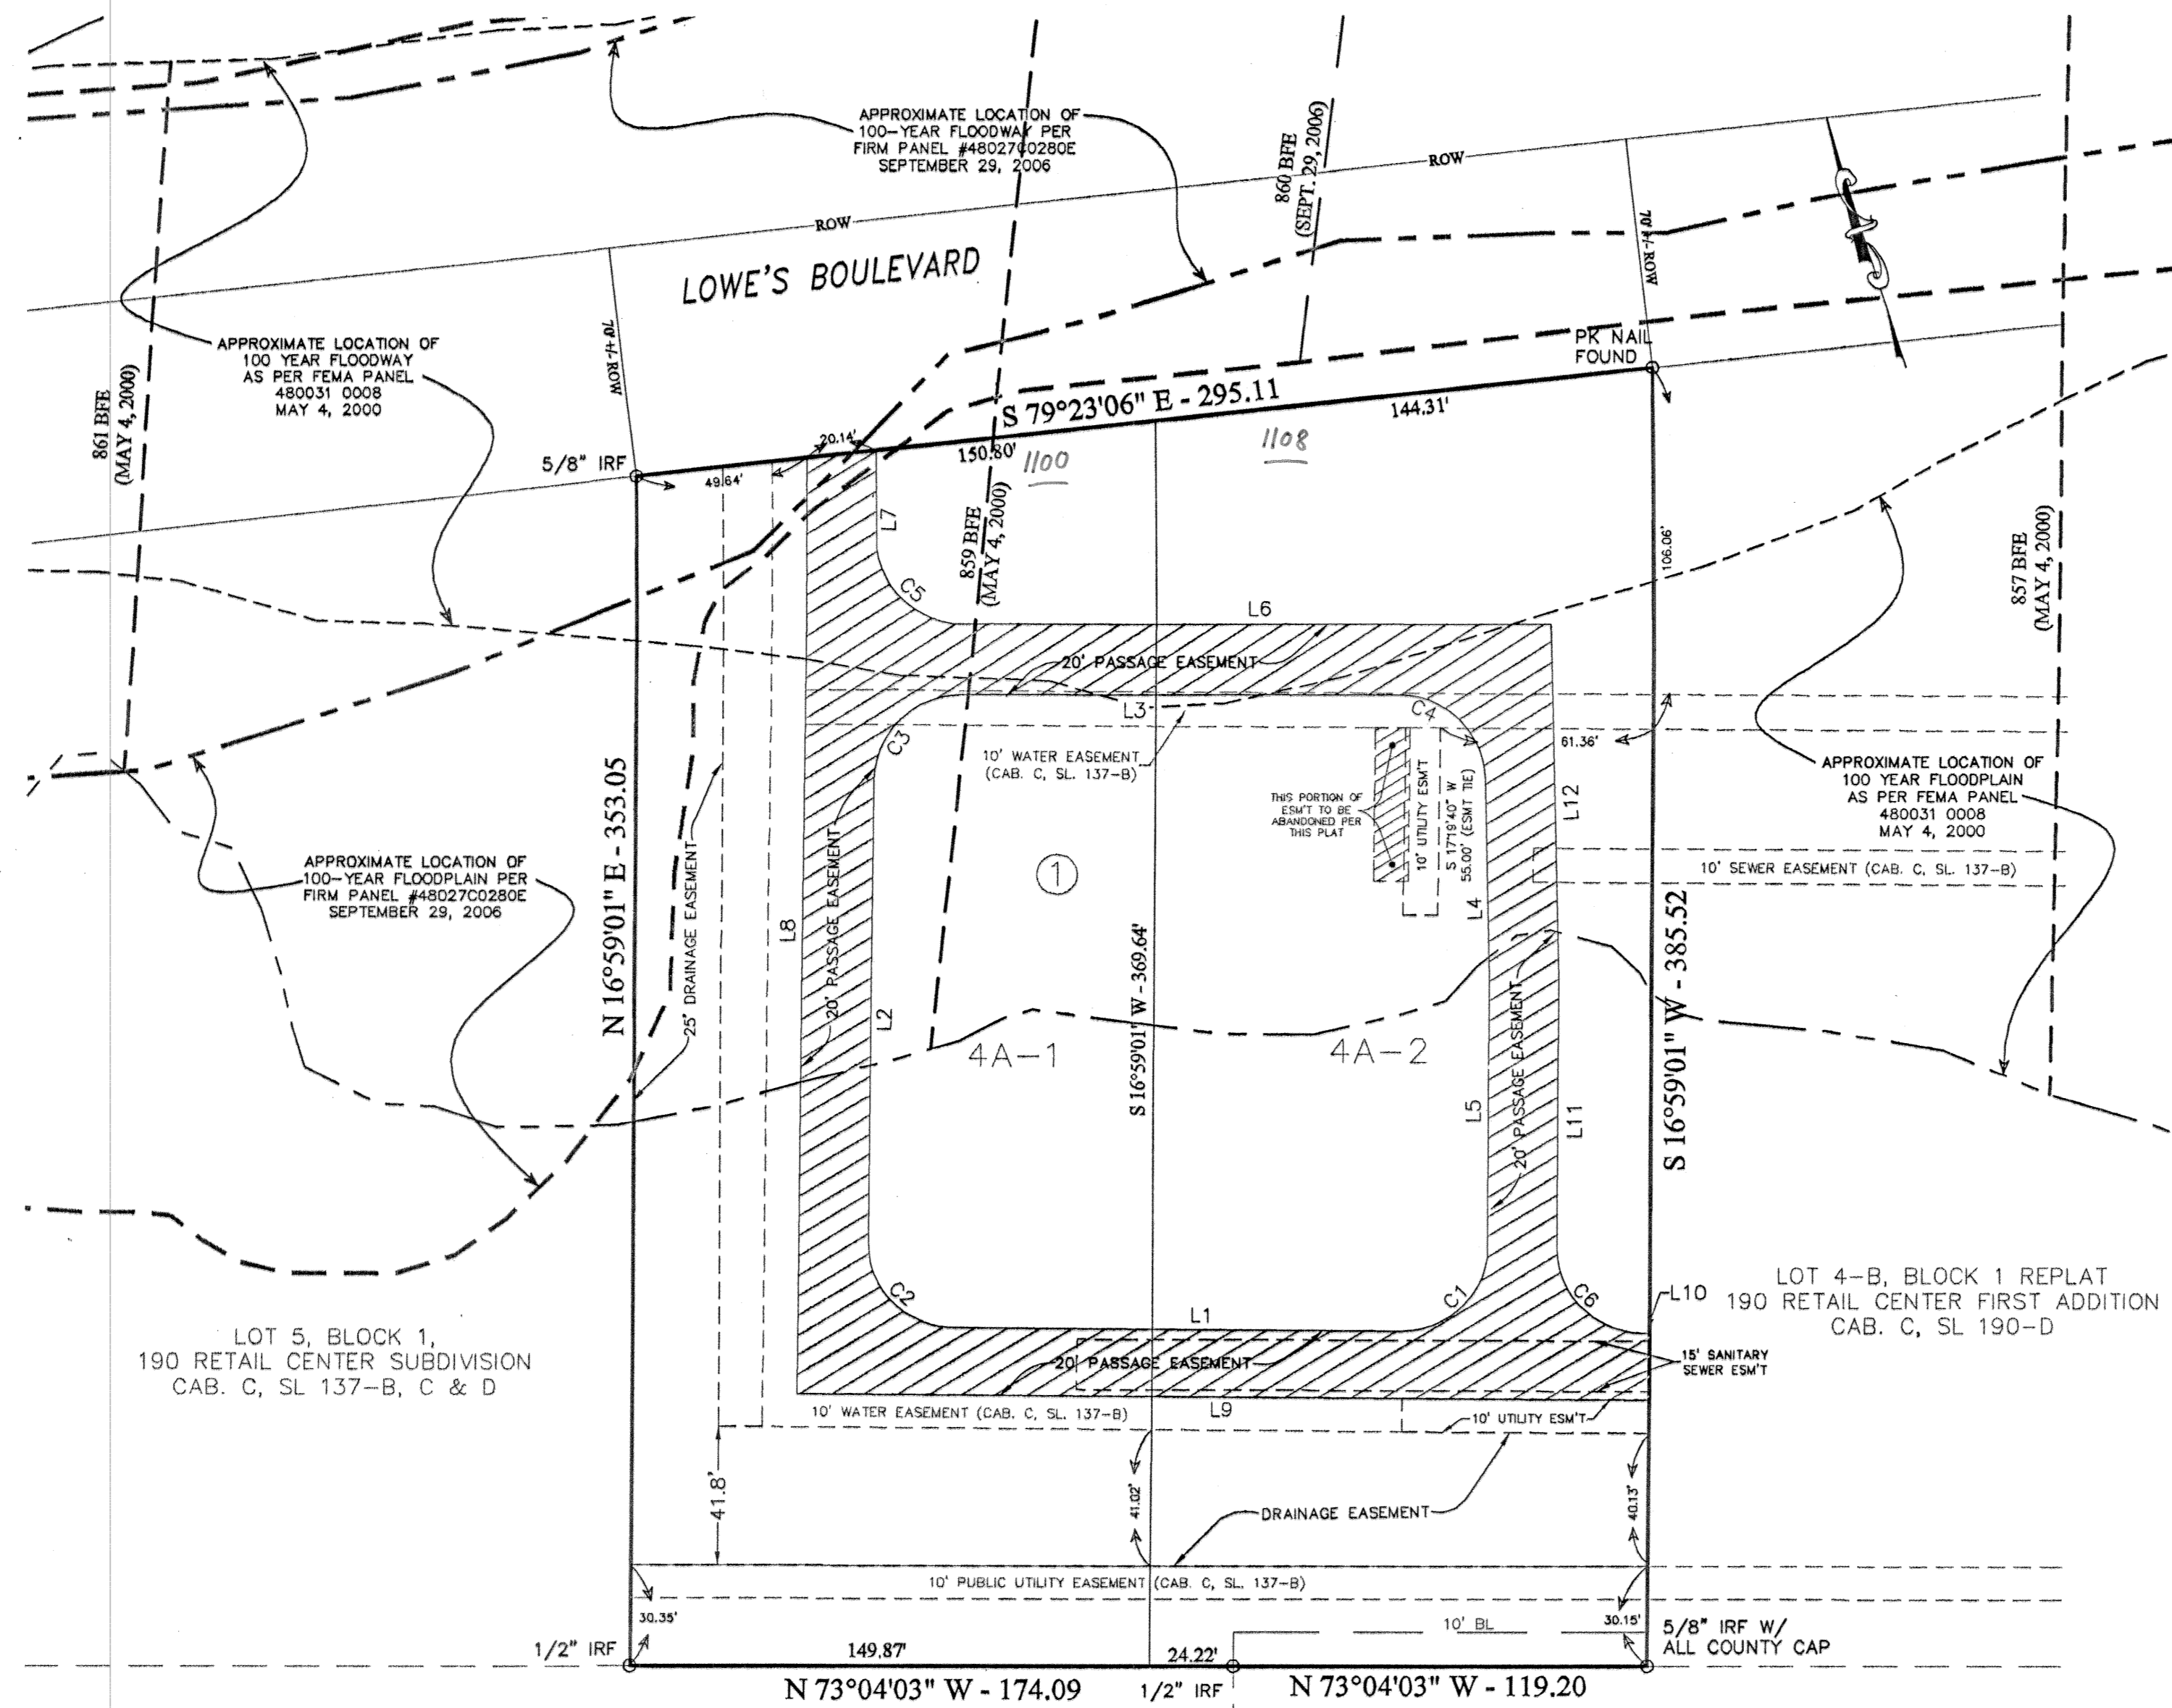 APPROXIMATE LOCATION OF
100-YEAR FLOODWAY PER
FIRM PANEL #48027C0280E
SEPTEMBER 29, 2006
860 BFE
(SEPT. 29, 2006)
ROW
ROW
70' +/- ROW
LOWE'S BOULEVARD
70' +/- ROW
APPROXIMATE LOCATION OF
100 YEAR FLOODWAY
AS PER FEMA PANEL
480031 0008
MAY 4, 2000
861 BFE
(MAY 4, 2000)
PK NAIL
FOUND
S 79°23'06" E - 295.11
144.31'
20.14'
150.80'
1100
1108
5/8" IRF
49.64'
L7
859 BFE
(MAY 4, 2000)
106.06'
857 BFE
(MAY 4, 2000)
C5
L6
20' PASSAGE EASEMENT
L3
C4
C3
10' WATER EASEMENT
(CAB. C, SL. 137-B)
61.36'
THIS PORTION OF
ESM'T TO BE
ABANDONED PER
THIS PLAT
10' UTILITY ESM'T
S 17°19'40" W
55.00' (ESMT TIE)
L12
APPROXIMATE LOCATION OF
100 YEAR FLOODPLAIN
AS PER FEMA PANEL
480031 0008
MAY 4, 2000
10' SEWER EASEMENT (CAB. C, SL. 137-B)
APPROXIMATE LOCATION OF
100-YEAR FLOODPLAIN PER
FIRM PANEL #48027C0280E
SEPTEMBER 29, 2006
N 16°59'01" E - 353.05
25' DRAINAGE EASEMENT
L8
20' PASSAGE EASEMENT
1
L4
L2
S 16°59'01" W - 369.64'
S 16°59'01" W - 385.52
4A-1
4A-2
L5
20' PASSAGE EASEMENT
L11
C2
L1
C1
C6
L10
LOT 4-B, BLOCK 1 REPLAT
190 RETAIL CENTER FIRST ADDITION
CAB. C, SL 190-D
LOT 5, BLOCK 1,
190 RETAIL CENTER SUBDIVISION
CAB. C, SL 137-B, C & D
20' PASSAGE EASEMENT
15' SANITARY
SEWER ESM'T
10' WATER EASEMENT (CAB. C, SL. 137-B)
L9
10' UTILITY ESM'T
41.8'
41.02'
40.13'
DRAINAGE EASEMENT
10' PUBLIC UTILITY EASEMENT (CAB. C, SL. 137-B)
30.35'
10' BL
30.15'
5/8" IRF W/
ALL COUNTY CAP
1/2" IRF
149.87'
24.22'
N 73°04'03" W - 174.09
1/2" IRF
N 73°04'03" W - 119.20